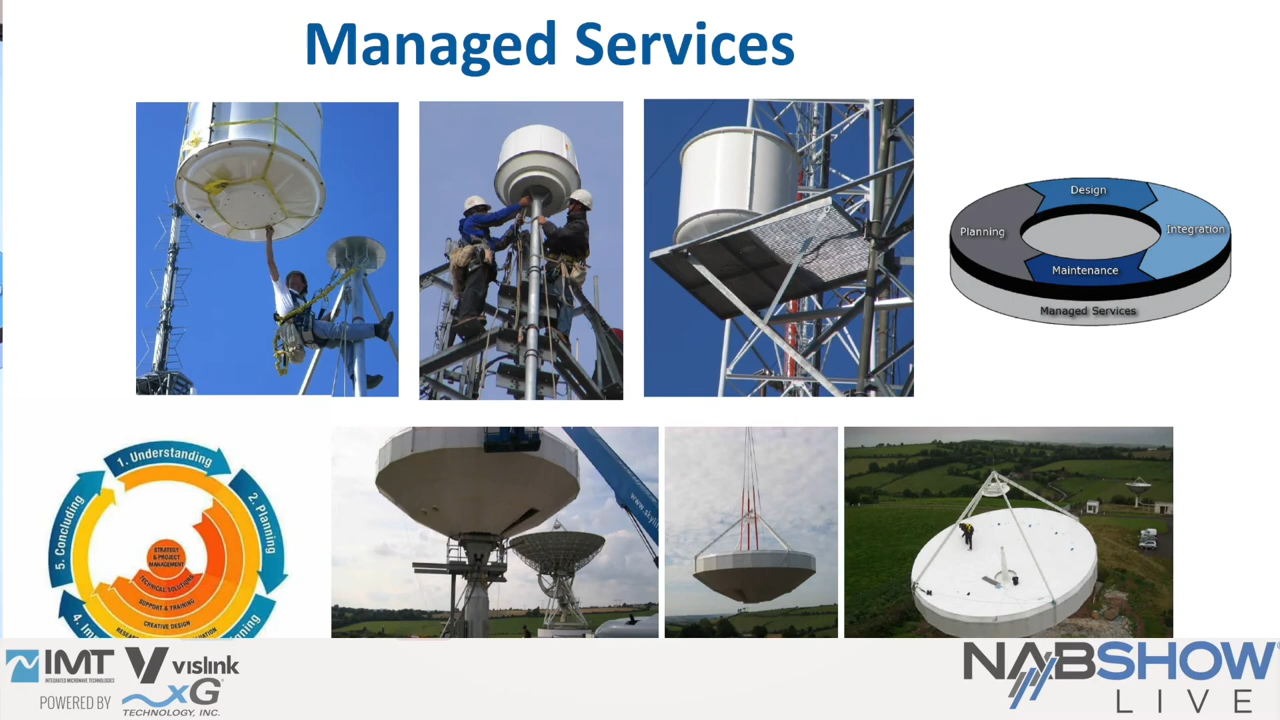 Managed Services
Design
Planning
Integration
Maintenance
Managed Services
1. Understanding
2. Planning
5. Concluding
STRATEGY
& PROJECT
MANAGEMENT
TECHNICAL SOLUTIONS
SUPPORT & TRAINING
CREATIVE DESIGN
IMT
INTEGRATED MICROWAVE TECHNOLOGIES
vislink
POWERED BY
xG
TECHNOLOGY, INC.
NABSHOW
LIVE